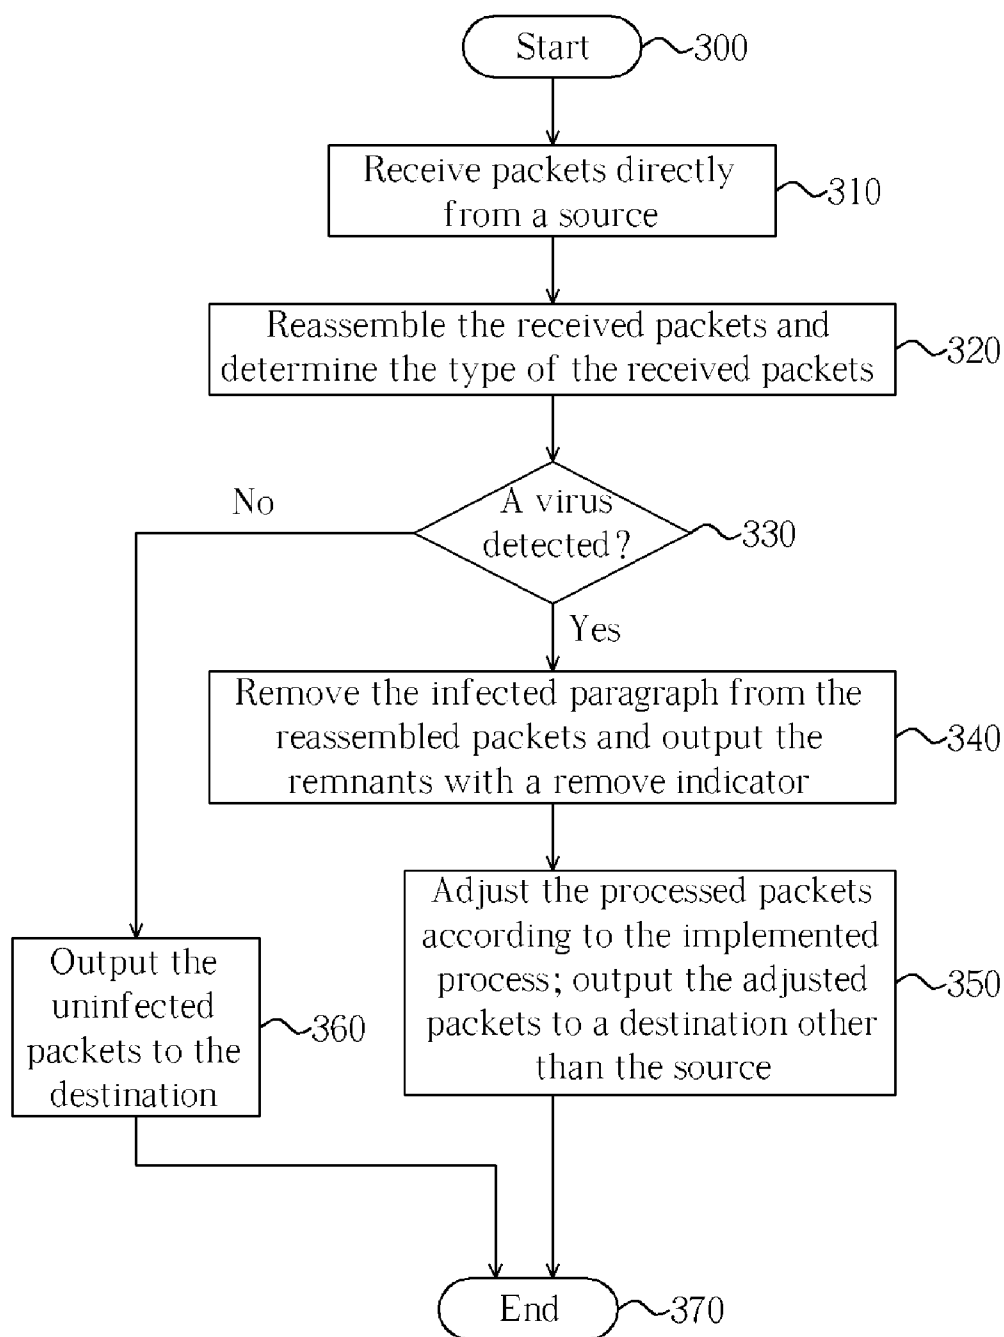 Start
300
Receive packets directly
from a source
310
Reassemble the received packets and
determine the type of the received packets
320
A virus
detected?
330
No
Yes
Remove the infected paragraph from the
reassembled packets and output the
remnants with a remove indicator
340
Adjust the processed packets
according to the implemented
process; output the adjusted
packets to a destination other
than the source
350
Output the
uninfected
packets to the
destination
360
End
370